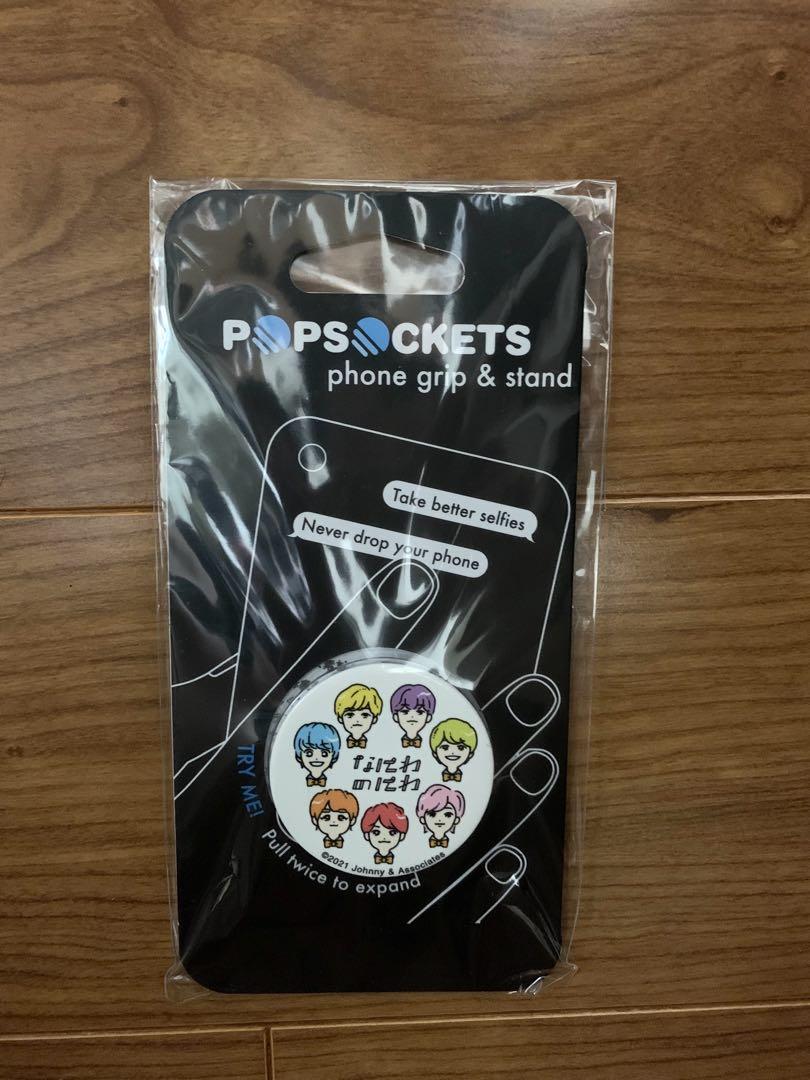 POPSOCKETS
phone grip & stand
Take better selfies
Never drop your phone
なにわ
のにわ
©2021 Johnny & Associates
TRY ME!
Pull twice to expand